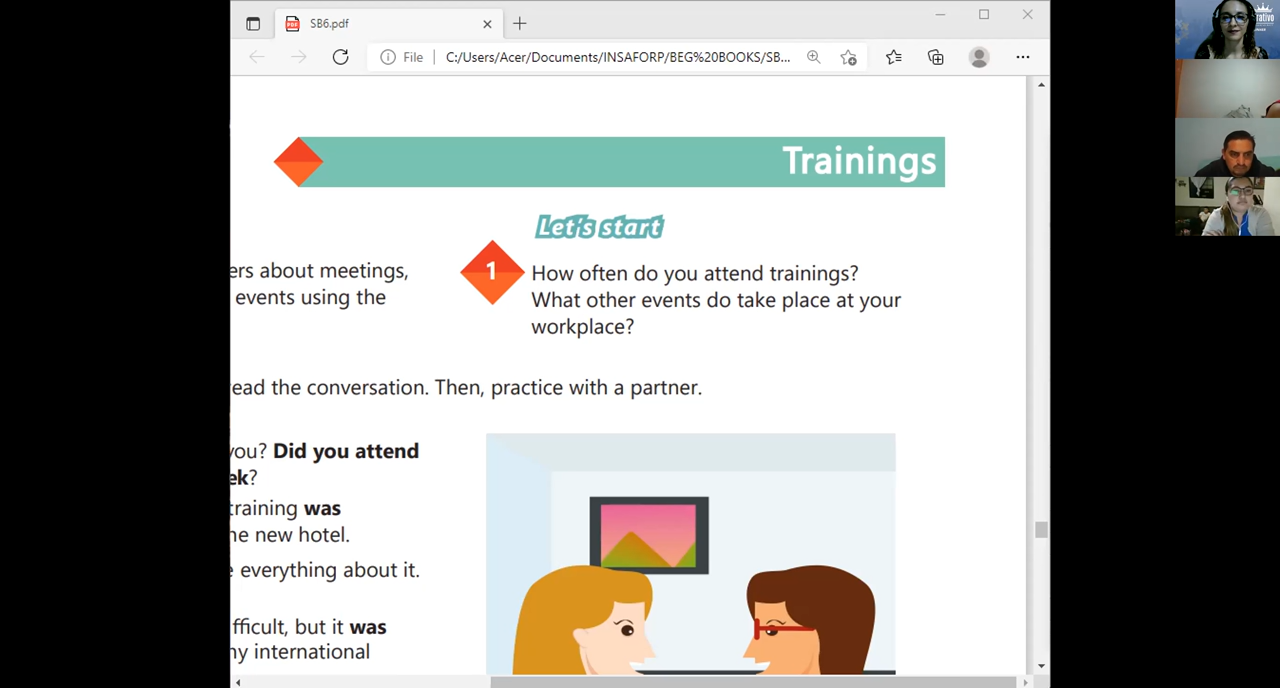 SB6.pdf
File
C:/Users/Acer/Documents/INSAFORP/BEG%20BOOKS/SB...
Trainings
Let's start
ers about meetings,
events using the
1
How often do you attend trainings?
What other events do take place at your
workplace?
ead the conversation. Then, practice with a partner.
you? Did you attend
ek?
training was
he new hotel.
e everything about it.
fficult, but it was
ny international